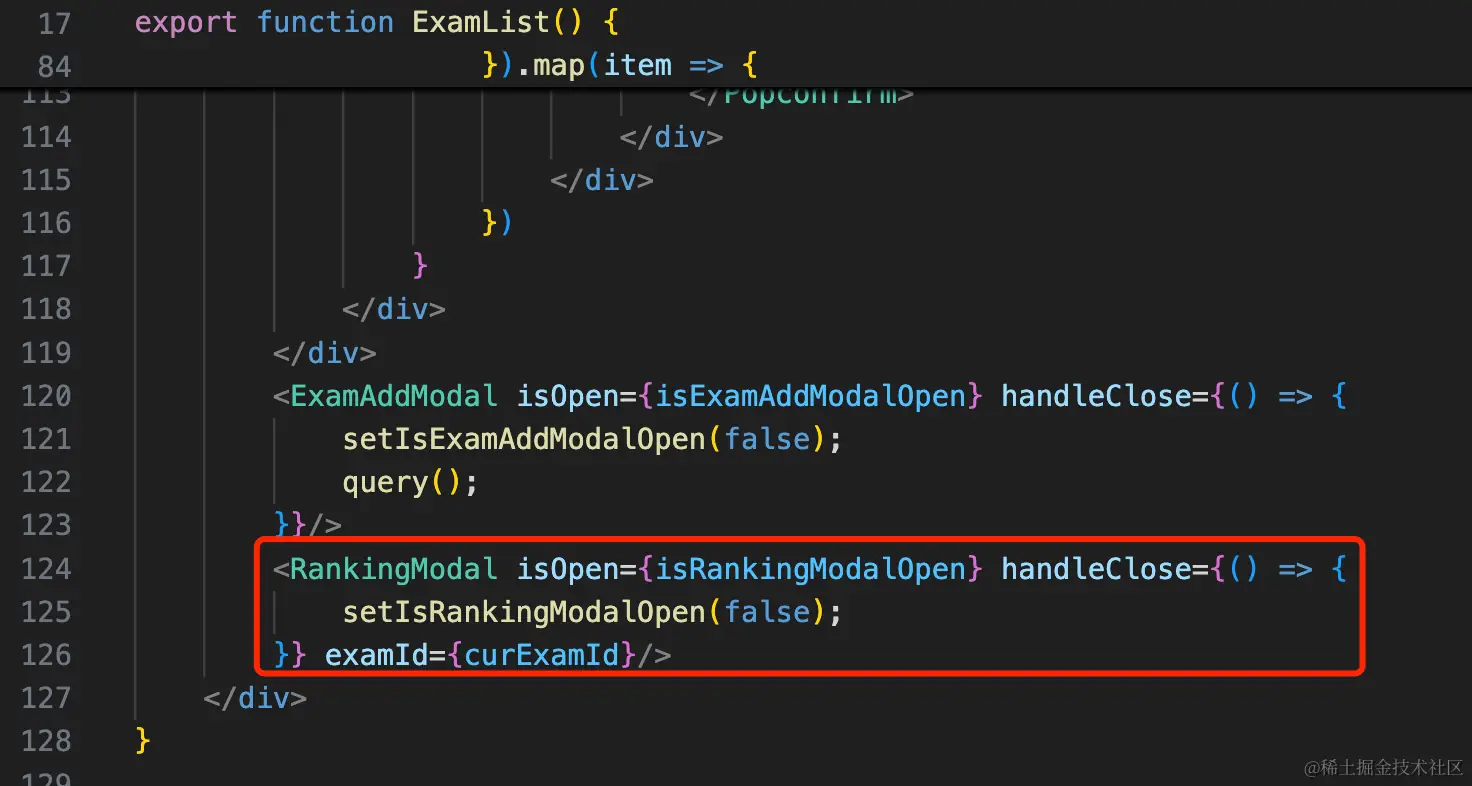 17 export function ExamList() {
84 }).map(item => {
113 </Popconfirm>
114 </div>
115 </div>
116 })
117 }
118 </div>
119 </div>
120 <ExamAddModal isOpen={isExamAddModalOpen} handleClose={() => {
121 setIsExamAddModalOpen(false);
122 query();
123 }}/>
124 <RankingModal isOpen={isRankingModalOpen} handleClose={() => {
125 setIsRankingModalOpen(false);
126 }} examId={curExamId}/>
127 </div>
128 }
129
@稀土掘金技术社区